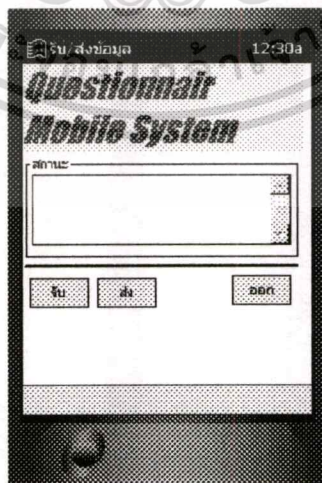 รับ/ส่งข้อมูล 12:30a
Questionnair
Mobile System
สถานะ
รับ ส่ง ออก